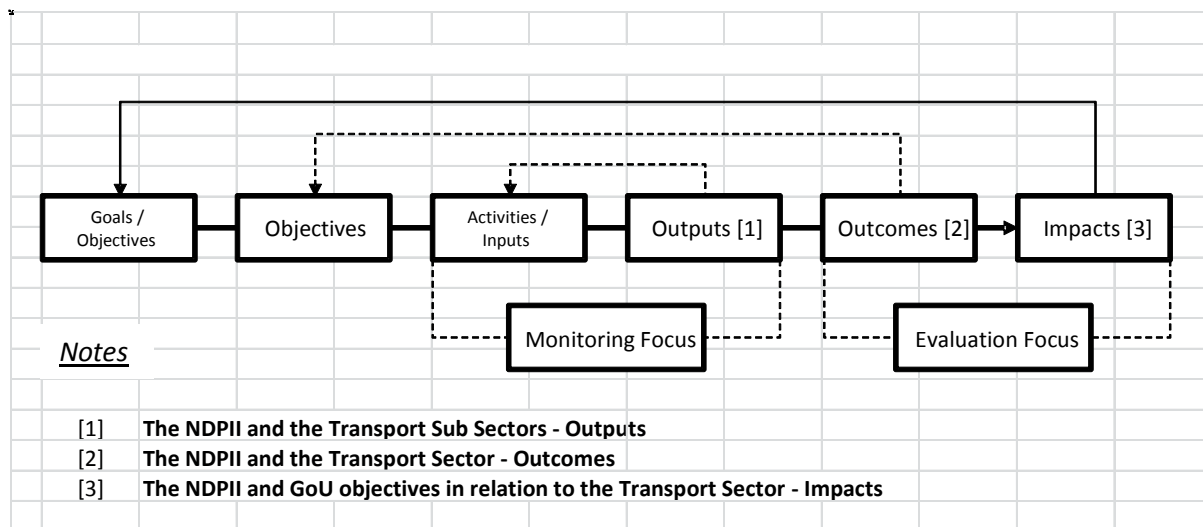 Goals /
Objectives
Objectives
Activities /
Inputs
Outputs [1]
Outcomes [2]
Impacts [3]
Monitoring Focus
Evaluation Focus
Notes
[1] The NDPII and the Transport Sub Sectors - Outputs
[2] The NDPII and the Transport Sector - Outcomes
[3] The NDPII and GoU objectives in relation to the Transport Sector - Impacts